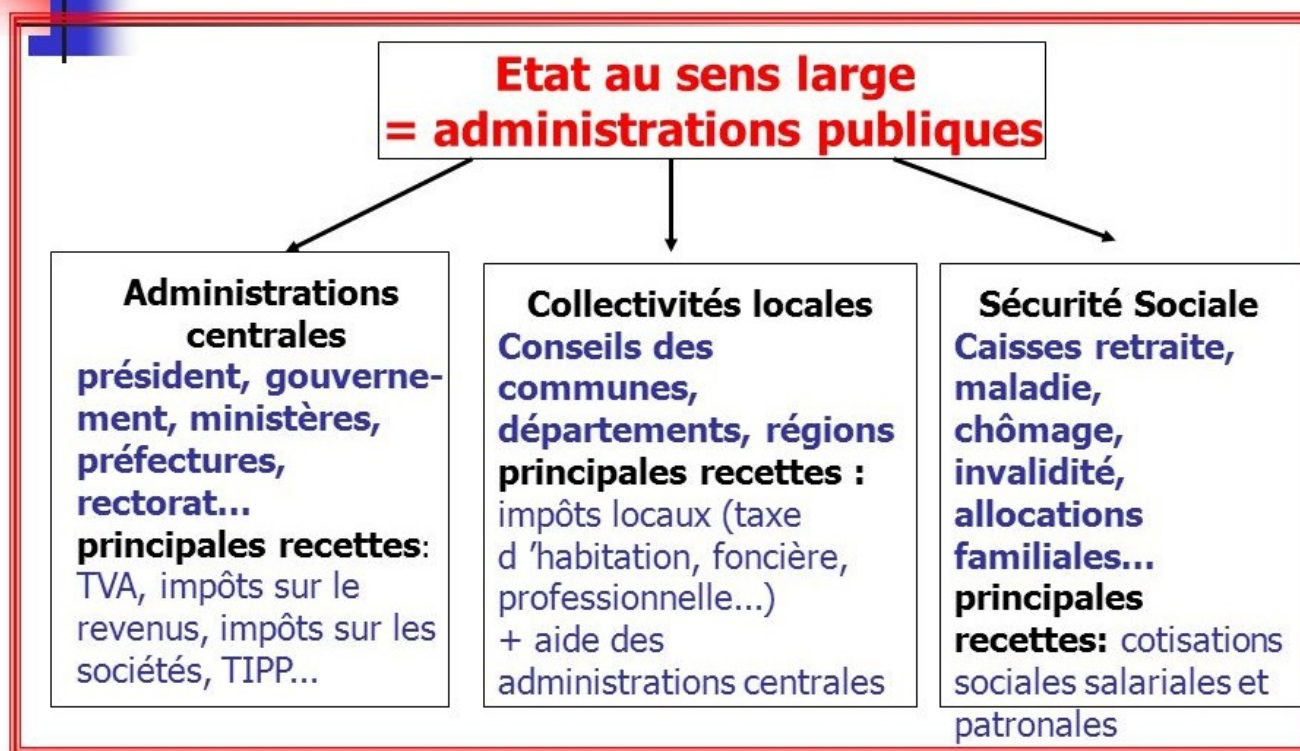 Etat au sens large
= administrations publiques
Administrations
centrales
président, gouverne-
ment, ministères,
préfectures,
rectorat...
principales recettes:
TVA, impôts sur le
revenus, impôts sur les
sociétés, TIPP...
Collectivités locales
Conseils des
communes,
départements, régions
principales recettes :
impôts locaux (taxe
d ’habitation, foncière,
professionnelle...)
+ aide des
administrations centrales
Sécurité Sociale
Caisses retraite,
maladie,
chômage,
invalidité,
allocations
familiales...
principales
recettes: cotisations
sociales salariales et
patronales